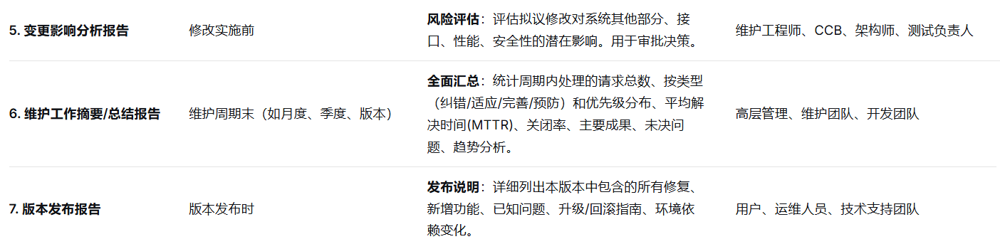 5. 变更影响分析报告
修改实施前
风险评估：评估拟议修改对系统其他部分、接
口、性能、安全性的潜在影响。用于审批决策。
维护工程师、CCB、架构师、测试负责人
6. 维护工作摘要/总结报告
维护周期末（如月度、季度、版本）
全面汇总：统计周期内处理的请求总数、按类型
（纠错/适应/完善/预防）和优先级分布、平均解
决时间(MTTR)、关闭率、主要成果、未决问
题、趋势分析。
高层管理、维护团队、开发团队
7. 版本发布报告
版本发布时
发布说明：详细列出本版本中包含的所有修复、
新增功能、已知问题、升级/回滚指南、环境依
赖变化。
用户、运维人员、技术支持团队